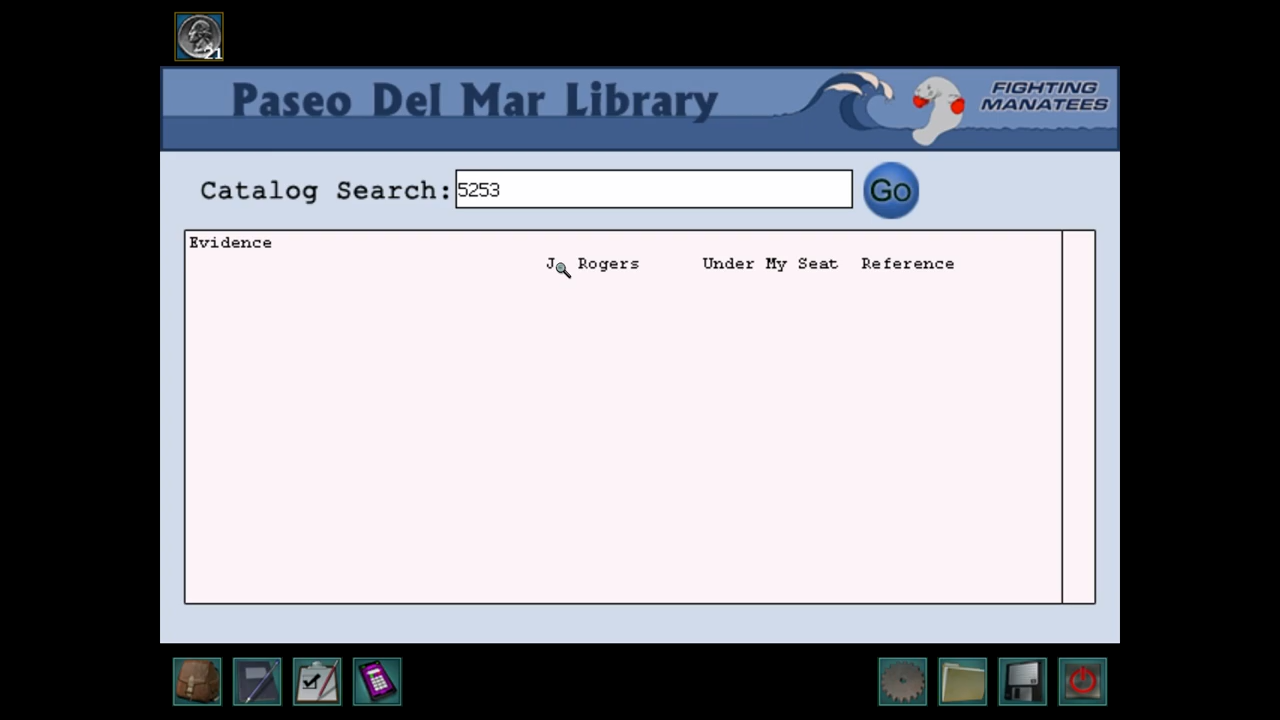 21
Paseo Del Mar Library
FIGHTING
MANATEES
Catalog Search: 5253
Go
Evidence
J. Rogers Under My Seat Reference